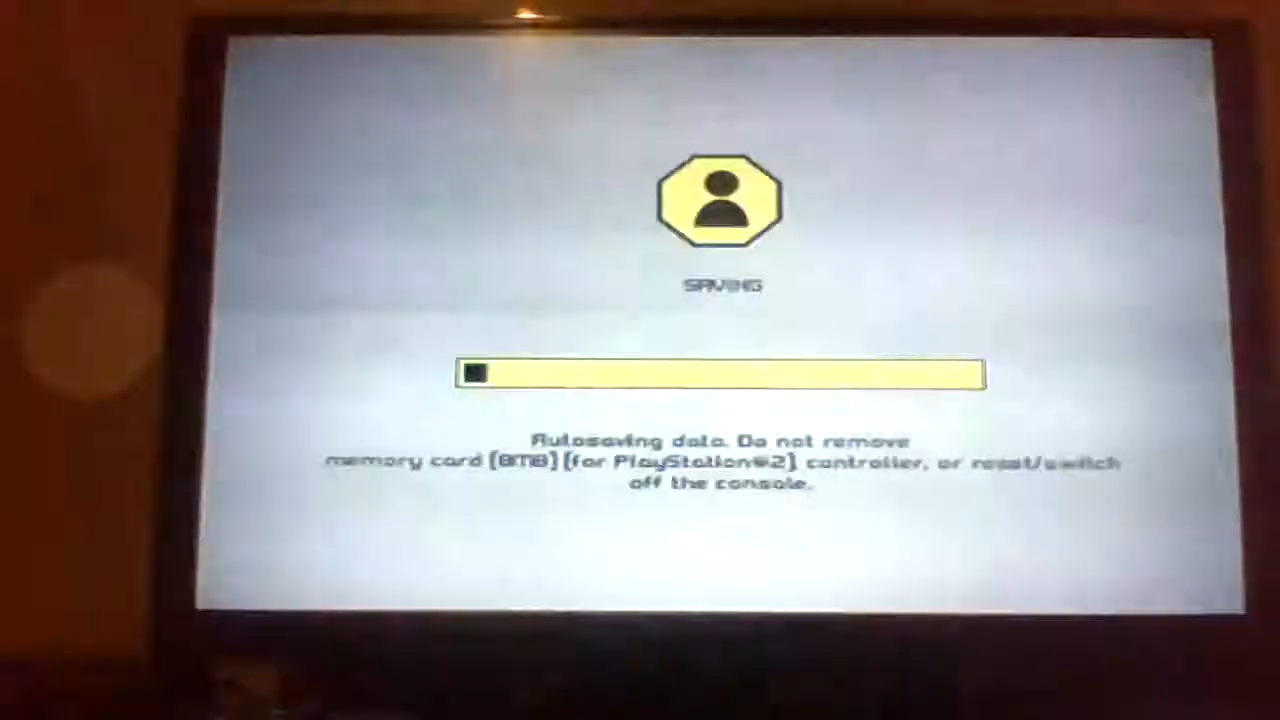 SAVING
Autosaving data. Do not remove
memory card (8MB) (for PlayStation®2), controller, or reset/switch
off the console.